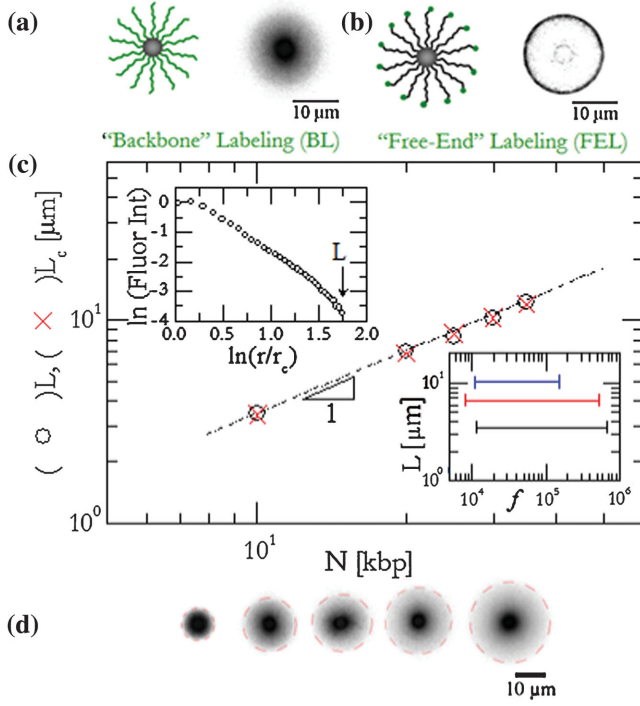 (a)
(b)
10 μm
10 μm
“Backbone” Labeling (BL)
“Free-End” Labeling (FEL)
(c)
( ○ )L, ( × )L_c [μm]
10^1
10^0
ln (Fluor Int)
0
-1
-2
-3
-4
L
0.0 0.5 1.0 1.5 2.0
ln(r/r_c)
1
L [μm]
10^1
10^0
10^4 10^5 10^6
f
10^1
N [kbp]
(d)
10 μm